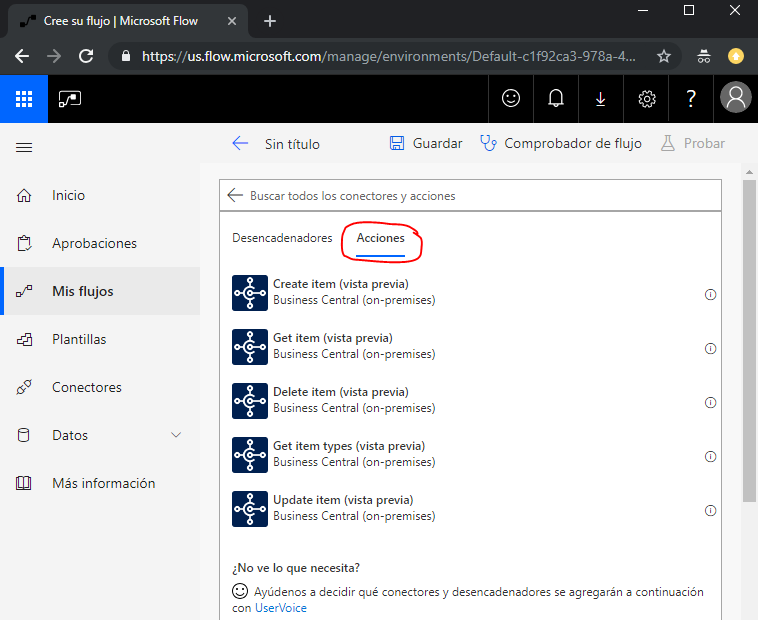 Cree su flujo | Microsoft Flow
https://us.flow.microsoft.com/manage/environments/Default-c1f92ca3-978a-4...
Sin título
Guardar
Comprobador de flujo
Probar
Inicio
Aprobaciones
Mis flujos
Plantillas
Conectores
Datos
Más información
Buscar todos los conectores y acciones
Desencadenadores
Acciones
Create item (vista previa)
Business Central (on-premises)
Get item (vista previa)
Business Central (on-premises)
Delete item (vista previa)
Business Central (on-premises)
Get item types (vista previa)
Business Central (on-premises)
Update item (vista previa)
Business Central (on-premises)
¿No ve lo que necesita?
Ayúdenos a decidir qué conectores y desencadenadores se agregarán a continuación
con UserVoice